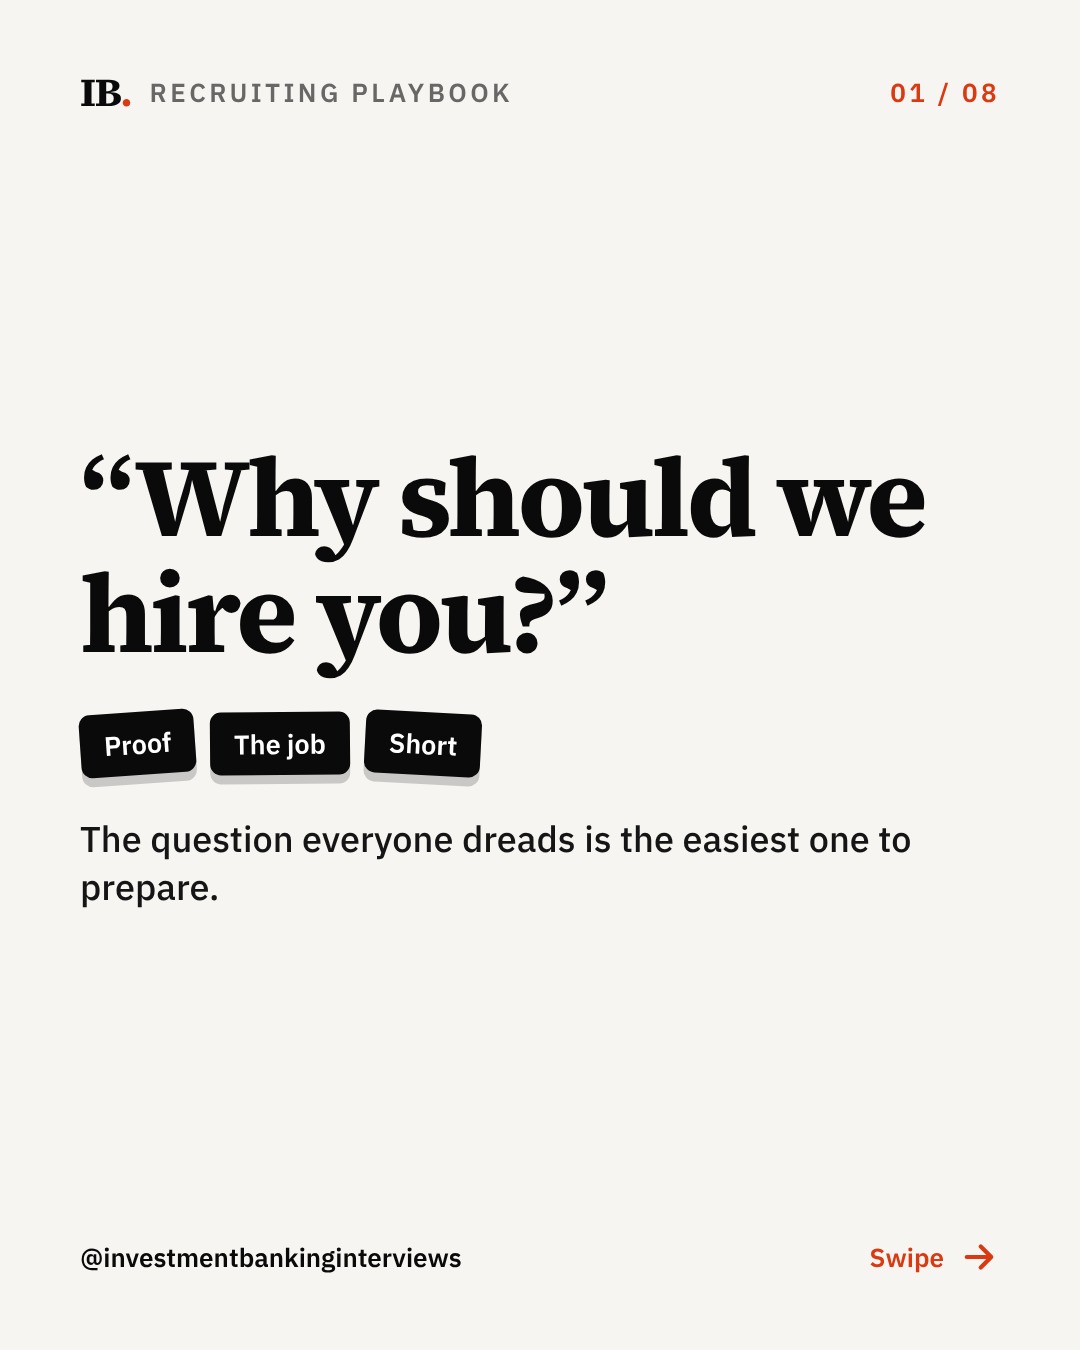 IB. RECRUITING PLAYBOOK
01 / 08
“Why should we
hire you?”
Proof The job Short
The question everyone dreads is the easiest one to
prepare.
@investmentbankinginterviews
Swipe →